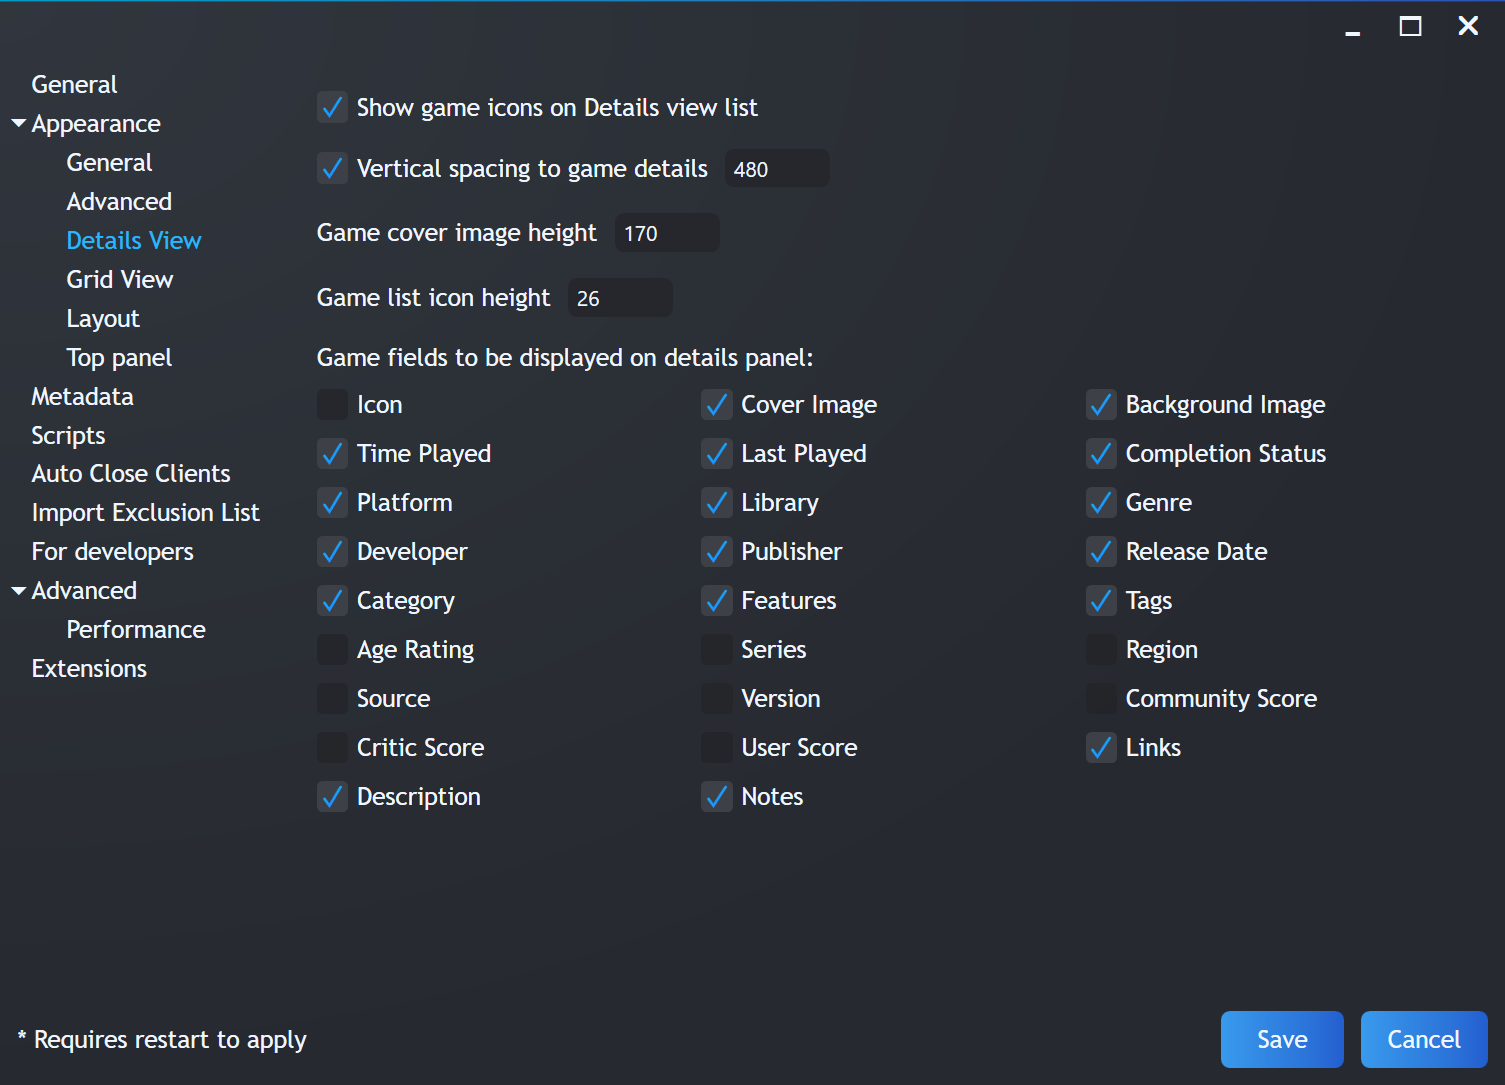 General
Appearance
General
Advanced
Details View
Grid View
Layout
Top panel
Metadata
Scripts
Auto Close Clients
Import Exclusion List
For developers
Advanced
Performance
Extensions
Show game icons on Details view list
Vertical spacing to game details 480
Game cover image height 170
Game list icon height 26
Game fields to be displayed on details panel:
Icon Cover Image Background Image
Time Played Last Played Completion Status
Platform Library Genre
Developer Publisher Release Date
Category Features Tags
Age Rating Series Region
Source Version Community Score
Critic Score User Score Links
Description Notes
* Requires restart to apply
Save Cancel